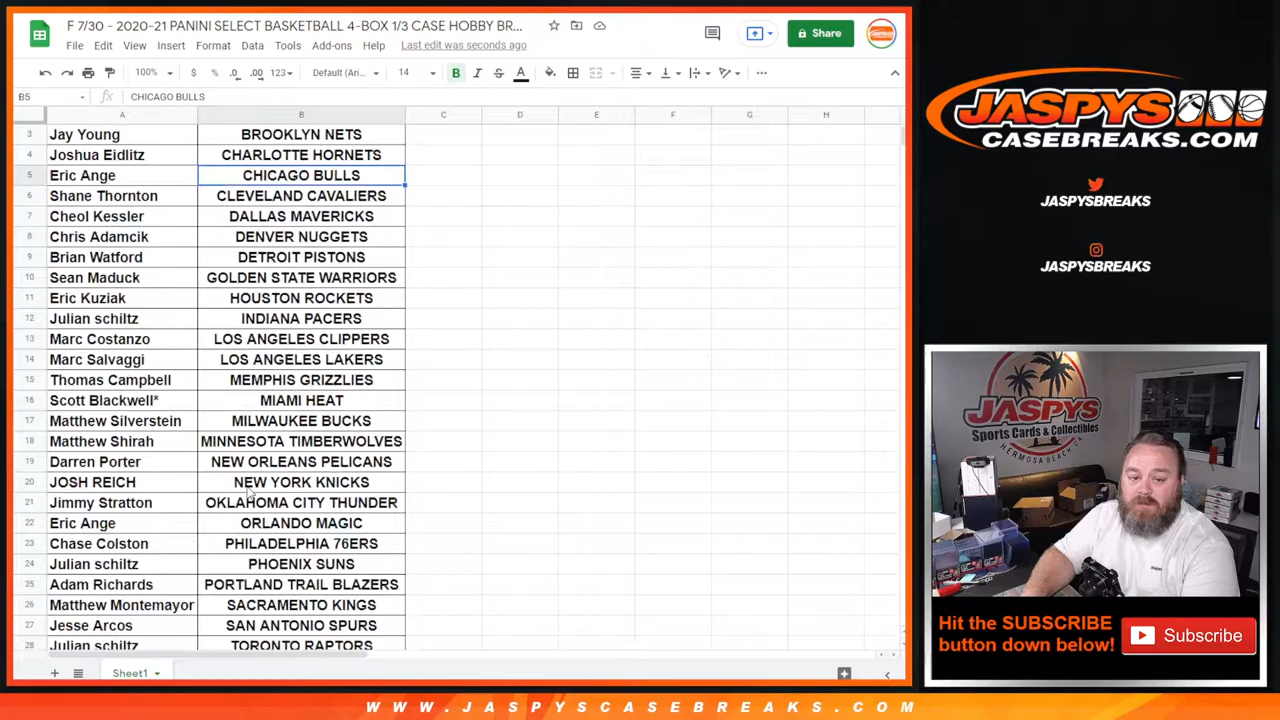 F 7/30 - 2020-21 PANINI SELECT BASKETBALL 4-BOX 1/3 CASE HOBBY BR...
File Edit View Insert Format Data Tools Add-ons Help Last edit was seconds ago
Share
100% $ % .0 .00 123 Default (Ari... 14 B I S A
B5 fx CHICAGO BULLS
A B C D E F G H
3 Jay Young BROOKLYN NETS
4 Joshua Eidlitz CHARLOTTE HORNETS
5 Eric Ange CHICAGO BULLS
6 Shane Thornton CLEVELAND CAVALIERS
7 Cheol Kessler DALLAS MAVERICKS
8 Chris Adamcik DENVER NUGGETS
9 Brian Watford DETROIT PISTONS
10 Sean Maduck GOLDEN STATE WARRIORS
11 Eric Kuziak HOUSTON ROCKETS
12 Julian schiltz INDIANA PACERS
13 Marc Costanzo LOS ANGELES CLIPPERS
14 Marc Salvaggi LOS ANGELES LAKERS
15 Thomas Campbell MEMPHIS GRIZZLIES
16 Scott Blackwell* MIAMI HEAT
17 Matthew Silverstein MILWAUKEE BUCKS
18 Matthew Shirah MINNESOTA TIMBERWOLVES
19 Darren Porter NEW ORLEANS PELICANS
20 JOSH REICH NEW YORK KNICKS
21 Jimmy Stratton OKLAHOMA CITY THUNDER
22 Eric Ange ORLANDO MAGIC
23 Chase Colston PHILADELPHIA 76ERS
24 Julian schiltz PHOENIX SUNS
25 Adam Richards PORTLAND TRAIL BLAZERS
26 Matthew Montemayor SACRAMENTO KINGS
27 Jesse Arcos SAN ANTONIO SPURS
28 Julian schiltz TORONTO RAPTORS
Sheet1
JASPYS
CASEBREAKS.COM
JASPYSBREAKS
JASPYSBREAKS
JASPYS
Sports Cards & Collectibles
HERMOSA BEACH
Hit the SUBSCRIBE
button down below!
Subscribe
WWW.JASPYSCASEBREAKS.COM